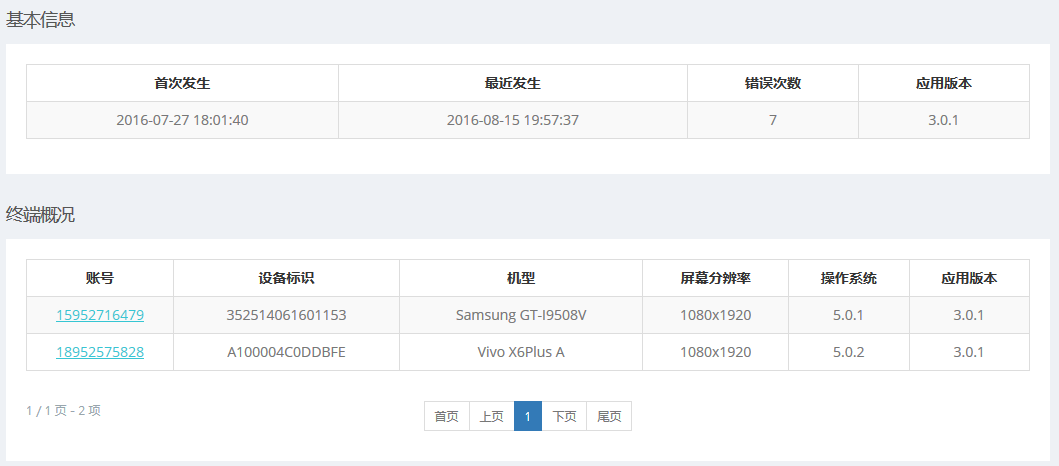 基本信息
首次发生 最近发生 错误次数 应用版本
2016-07-27 18:01:40 2016-08-15 19:57:37 7 3.0.1
终端概况
账号 设备标识 机型 屏幕分辨率 操作系统 应用版本
15952716479 352514061601153 Samsung GT-I9508V 1080x1920 5.0.1 3.0.1
18952575828 A100004C0DDBFE Vivo X6Plus A 1080x1920 5.0.2 3.0.1
1 / 1 页 - 2 项 首页 上页 1 下页 尾页